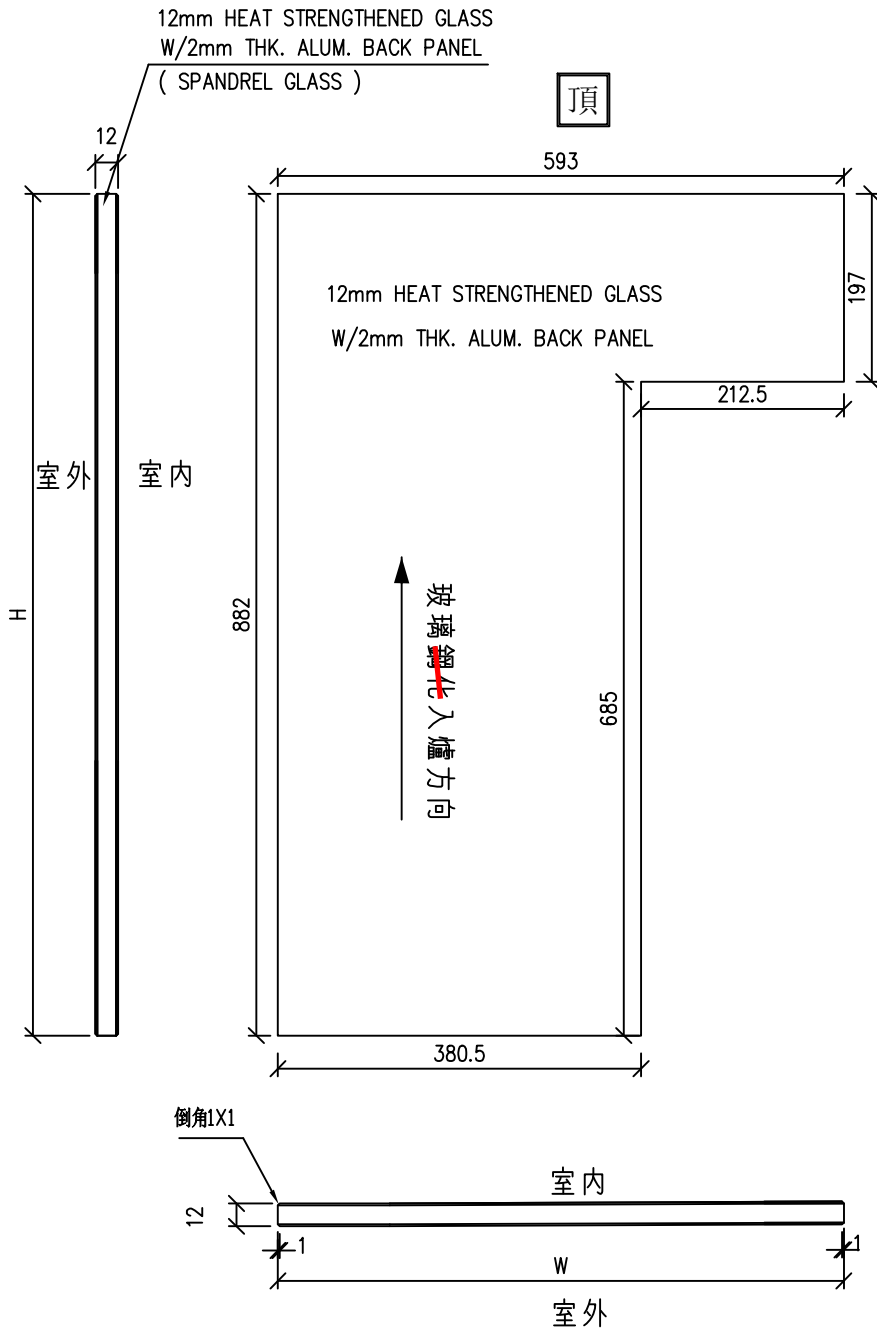 12mm HEAT STRENGTHENED GLASS
W/2mm THK. ALUM. BACK PANEL
( SPANDREL GLASS )
頂
12
593
197
12mm HEAT STRENGTHENED GLASS
W/2mm THK. ALUM. BACK PANEL
212.5
室外
室内
H
882
玻璃鋼化入爐方向
685
380.5
倒角1X1
室内
12
1
1
W
室外